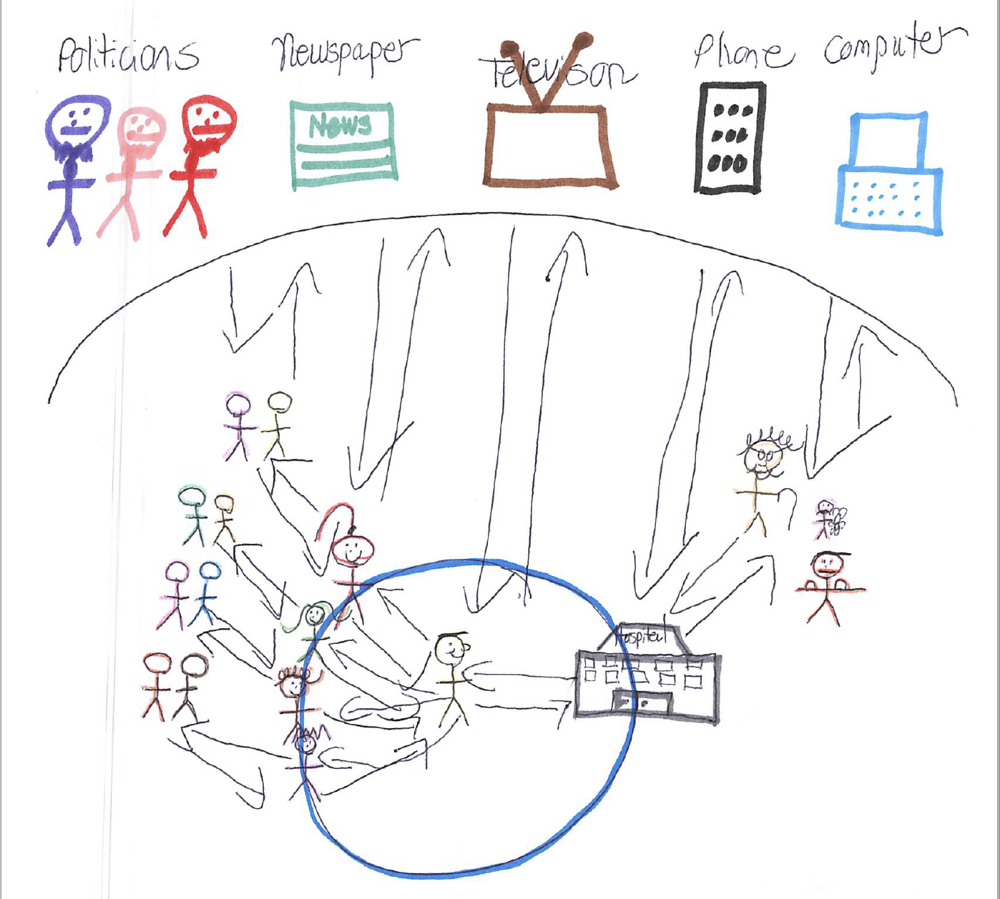 Politicians
Newspaper
Television
Phone
Computer
News
Hospital